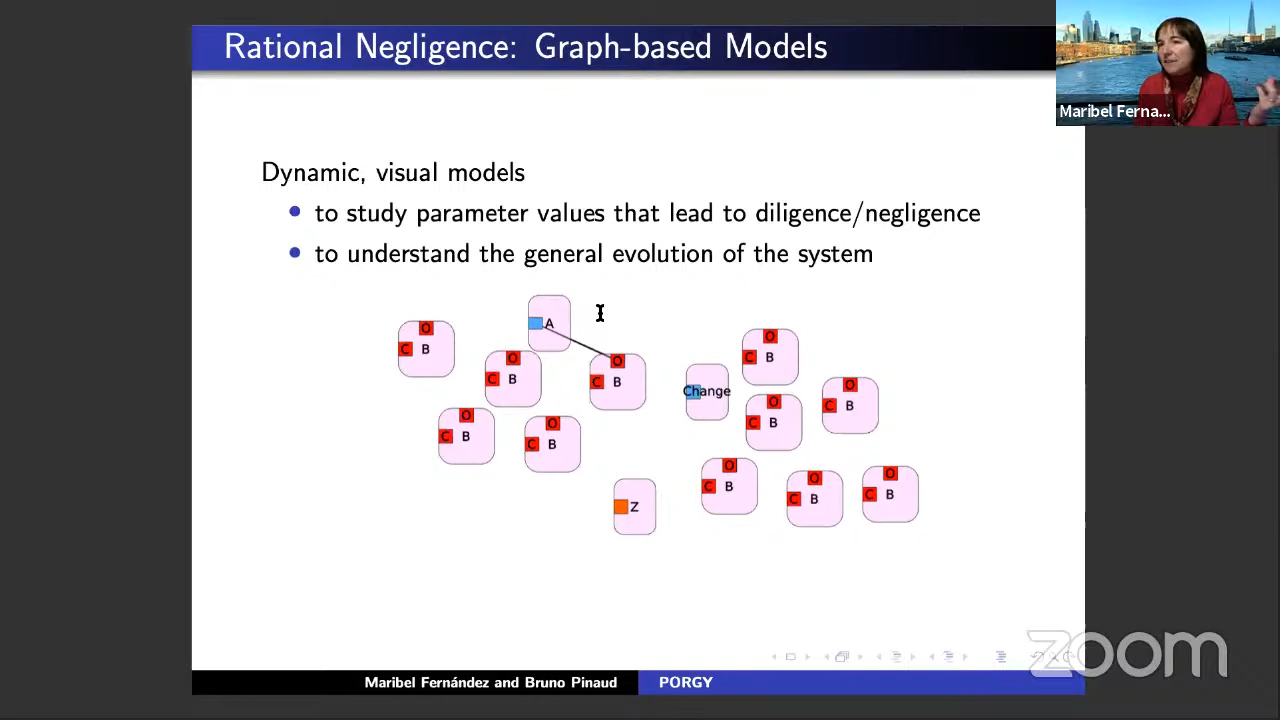 Rational Negligence: Graph-based Models
Maribel Ferna...
Dynamic, visual models
to study parameter values that lead to diligence/negligence
to understand the general evolution of the system
A
O
C B
O
C B
O
C B
O
C B
O
C B
Change
O
C B
O
C B
O
C B
Z
O
C B
O
C B
O
C B
zoom
Maribel Fernández and Bruno Pinaud
PORGY